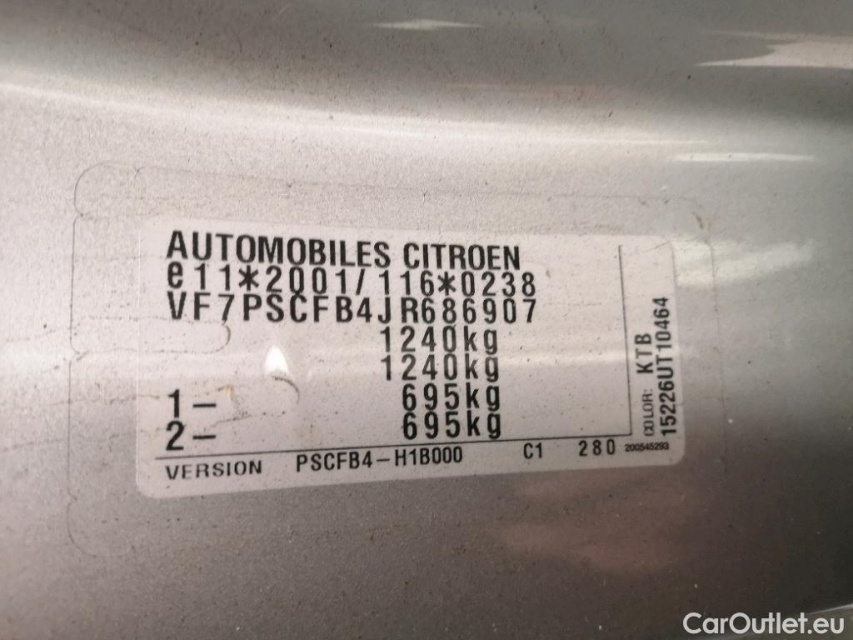 AUTOMOBILES CITROEN
e11*2001/116*0238
VF7PSCFB4JR686907
1240kg
1240kg
1- 695kg
2- 695kg
VERSION PSCFB4-H1B000 C1 280
COLOR: KTB
15226UT10464
200545293
CarOutlet.eu